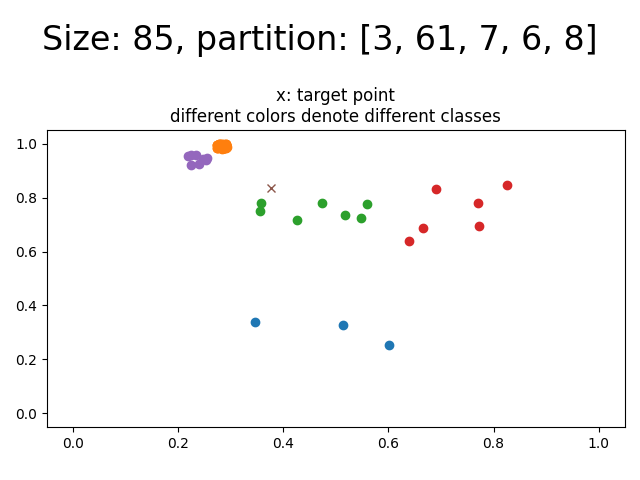 Size: 85, partition: [3, 61, 7, 6, 8]
x: target point
different colors denote different classes
1.0
0.8
0.6
0.4
0.2
0.0
0.0 0.2 0.4 0.6 0.8 1.0